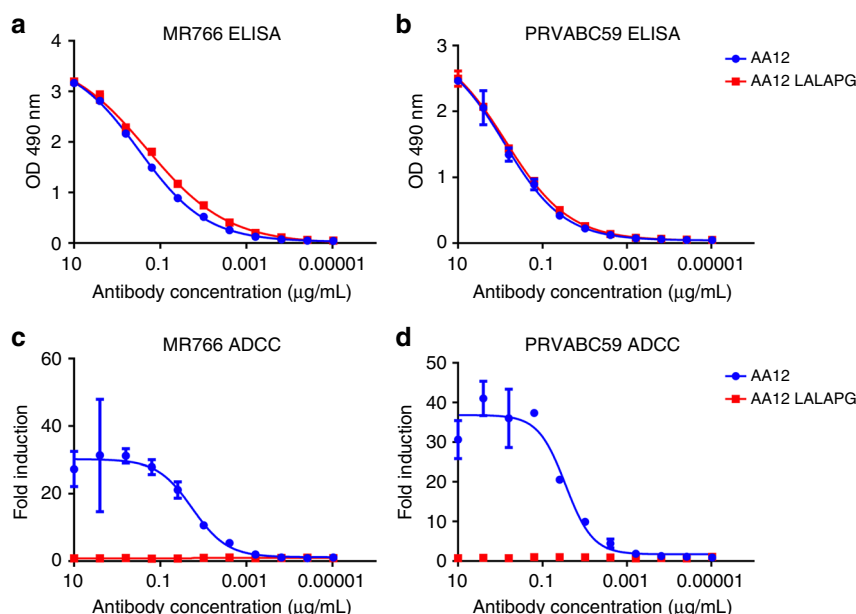 a
MR766 ELISA
4
3
2
1
0
OD 490 nm
10
0.1
0.001
0.00001
Antibody concentration (μg/mL)
b
PRVABC59 ELISA
3
2
1
0
OD 490 nm
10
0.1
0.001
0.00001
Antibody concentration (μg/mL)
AA12
AA12 LALAPG
c
MR766 ADCC
60
40
20
0
Fold induction
10
0.1
0.001
0.00001
Antibody concentration (μg/mL)
d
PRVABC59 ADCC
50
40
30
20
10
0
Fold induction
10
0.1
0.001
0.00001
Antibody concentration (μg/mL)
AA12
AA12 LALAPG